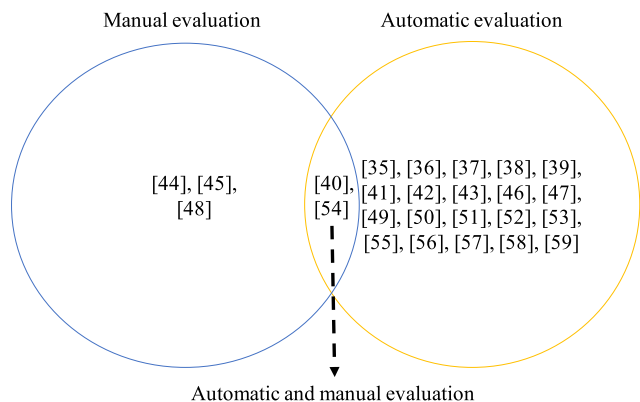 Manual evaluation
Automatic evaluation
[44], [45],
[48]
[40],
[54]
[35], [36], [37], [38], [39],
[41], [42], [43], [46], [47],
[49], [50], [51], [52], [53],
[55], [56], [57], [58], [59]
Automatic and manual evaluation